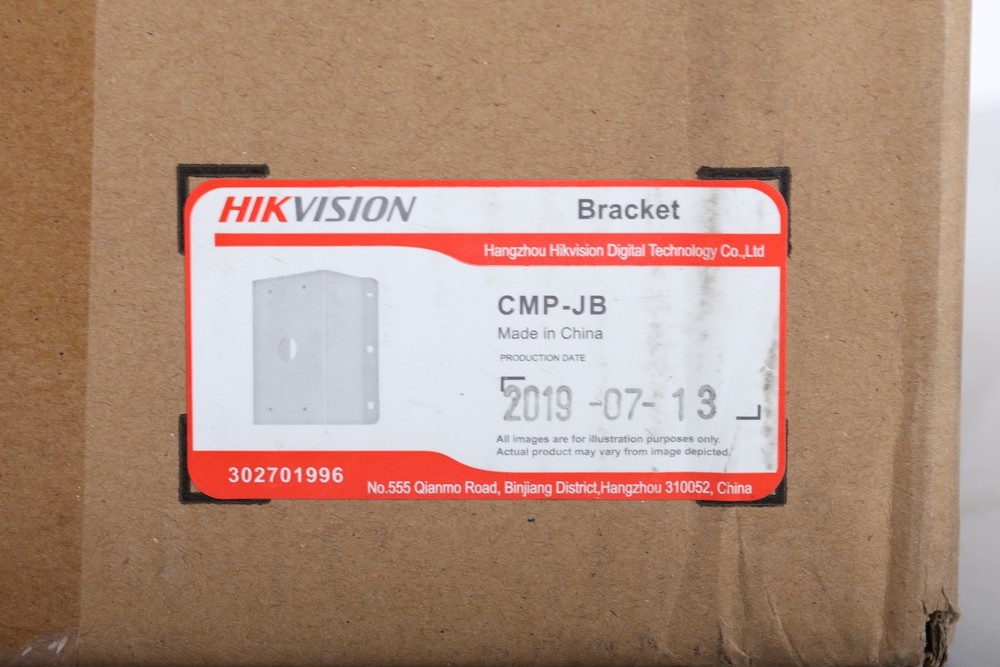 HIKVISION
Bracket
Hangzhou Hikvision Digital Technology Co.,Ltd
CMP-JB
Made in China
PRODUCTION DATE
2019-07-13
All images are for illustration purposes only.
Actual product may vary from image depicted.
302701996
No.555 Qianmo Road, Binjiang District,Hangzhou 310052, China